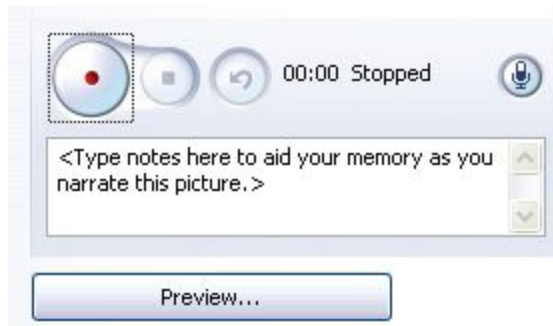 00:00 Stopped
<Type notes here to aid your memory as you
narrate this picture.>
Preview...